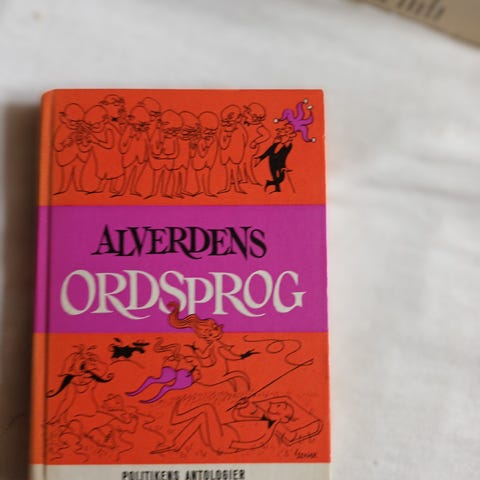 ALVERDENS
ORDSPROG
POLITIKENS ANTOLOGIER